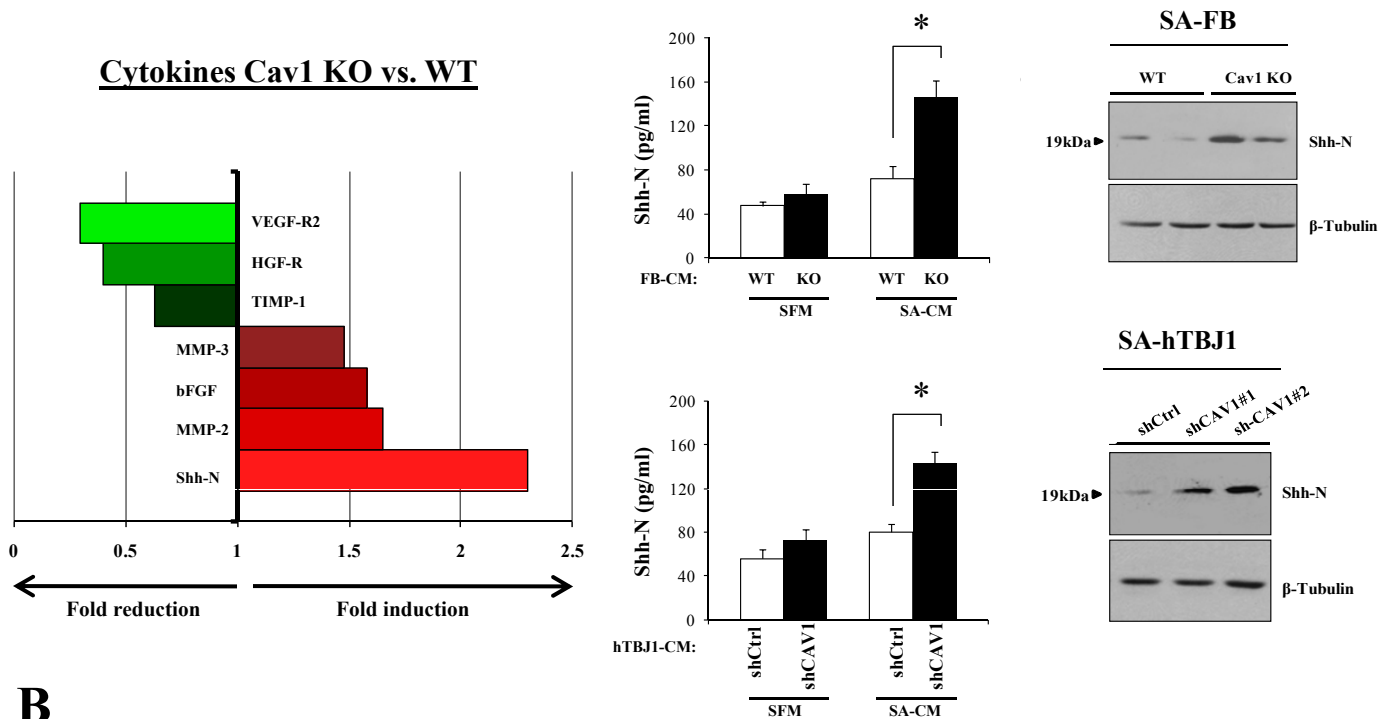 Cytokines Cav1 KO vs. WT
VEGF-R2
HGF-R
TIMP-1
MMP-3
bFGF
MMP-2
Shh-N
0 0.5 1 1.5 2 2.5
Fold reduction Fold induction
B
Shh-N (pg/ml)
200
160
120
80
40
0
*
FB-CM: WT KO WT KO
SFM SA-CM
Shh-N (pg/ml)
200
160
120
80
40
0
*
hTBJ1-CM: shCtrl shCAV1 shCtrl shCAV1
SFM SA-CM
SA-FB
WT Cav1 KO
19kDa Shh-N
β-Tubulin
SA-hTBJ1
shCtrl shCAV1#1 sh-CAV1#2
19kDa Shh-N
β-Tubulin